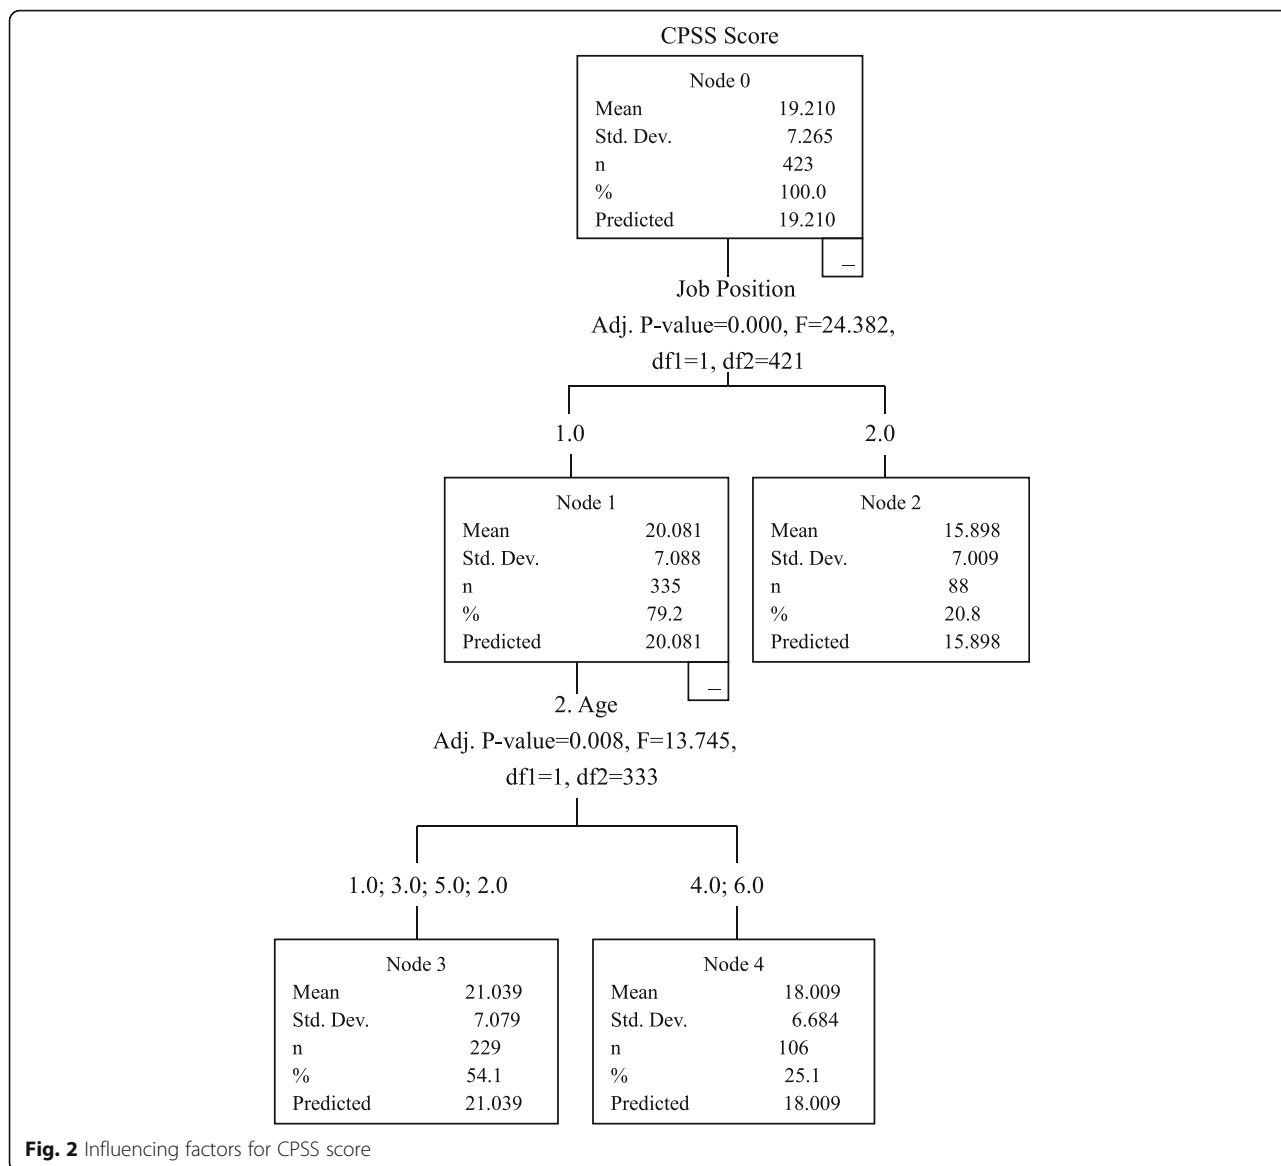 CPSS Score
Node 0
Mean 19.210
Std. Dev. 7.265
n 423
% 100.0
Predicted 19.210
Job Position
Adj. P-value=0.000, F=24.382,
df1=1, df2=421
1.0 2.0
Node 1
Mean 20.081
Std. Dev. 7.088
n 335
% 79.2
Predicted 20.081
Node 2
Mean 15.898
Std. Dev. 7.009
n 88
% 20.8
Predicted 15.898
2. Age
Adj. P-value=0.008, F=13.745,
df1=1, df2=333
1.0; 3.0; 5.0; 2.0 4.0; 6.0
Node 3
Mean 21.039
Std. Dev. 7.079
n 229
% 54.1
Predicted 21.039
Node 4
Mean 18.009
Std. Dev. 6.684
n 106
% 25.1
Predicted 18.009
Fig. 2 Influencing factors for CPSS score